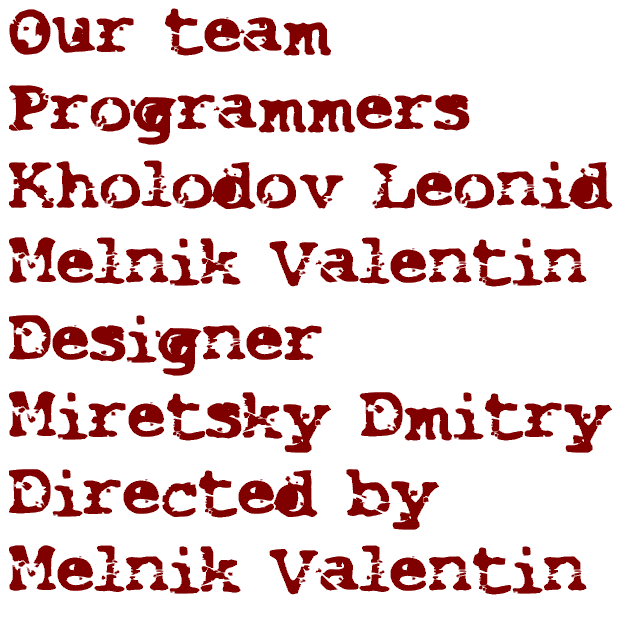 Our team
Programmers
Kholodov Leonid
Melnik Valentin
Designer
Miretsky Dmitry
Directed by
Melnik Valentin